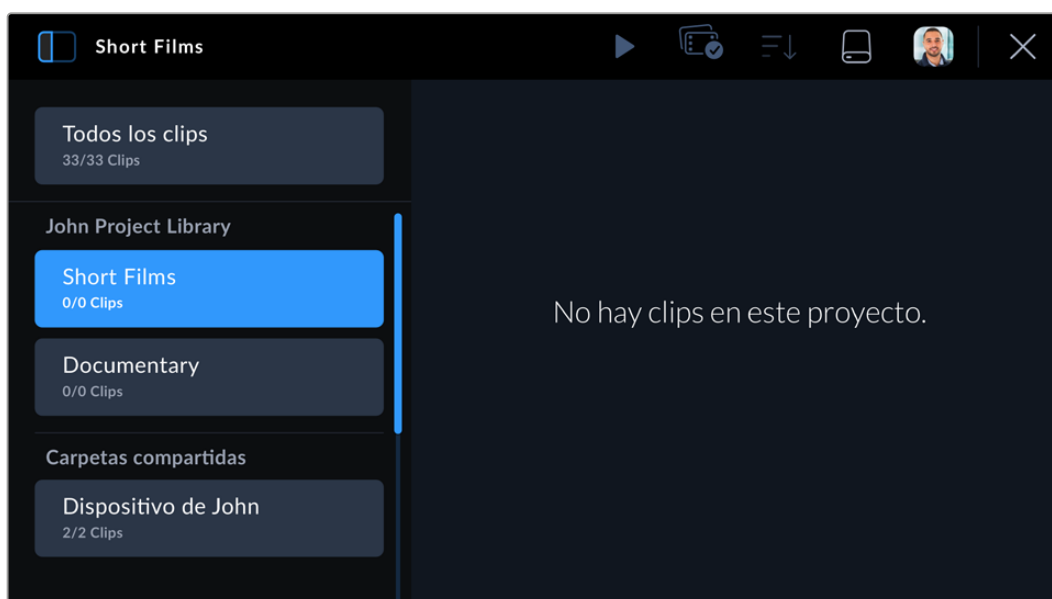 Short Films
Todos los clips
33/33 Clips
John Project Library
Short Films
0/0 Clips
Documentary
0/0 Clips
Carpetas compartidas
Dispositivo de John
2/2 Clips
No hay clips en este proyecto.